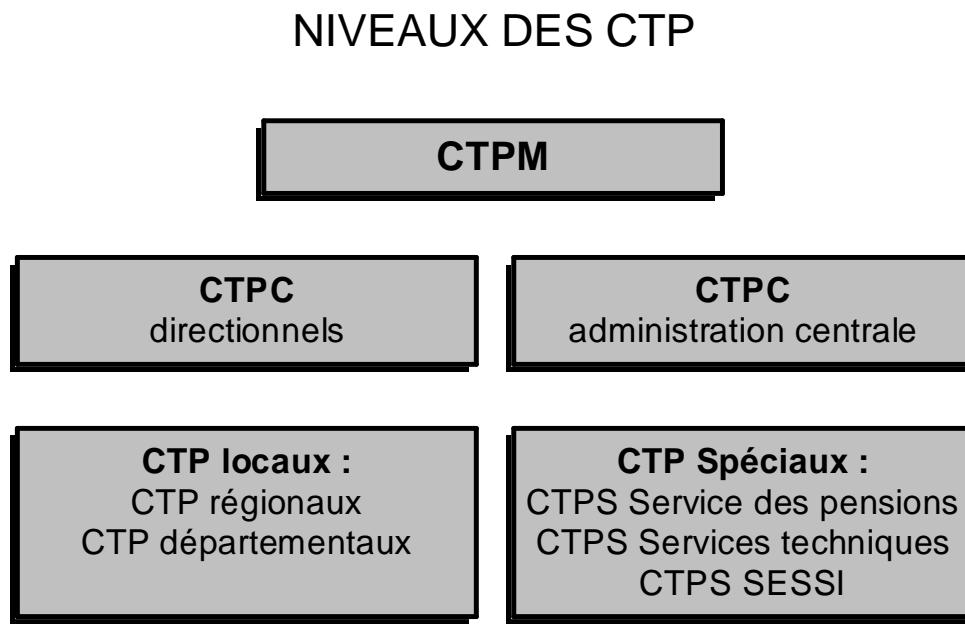 NIVEAUX DES CTP
CTPM
CTPC
directionnels
CTPC
administration centrale
CTP locaux :
CTP régionaux
CTP départementaux
CTP Spéciaux :
CTPS Service des pensions
CTPS Services techniques
CTPS SESSI